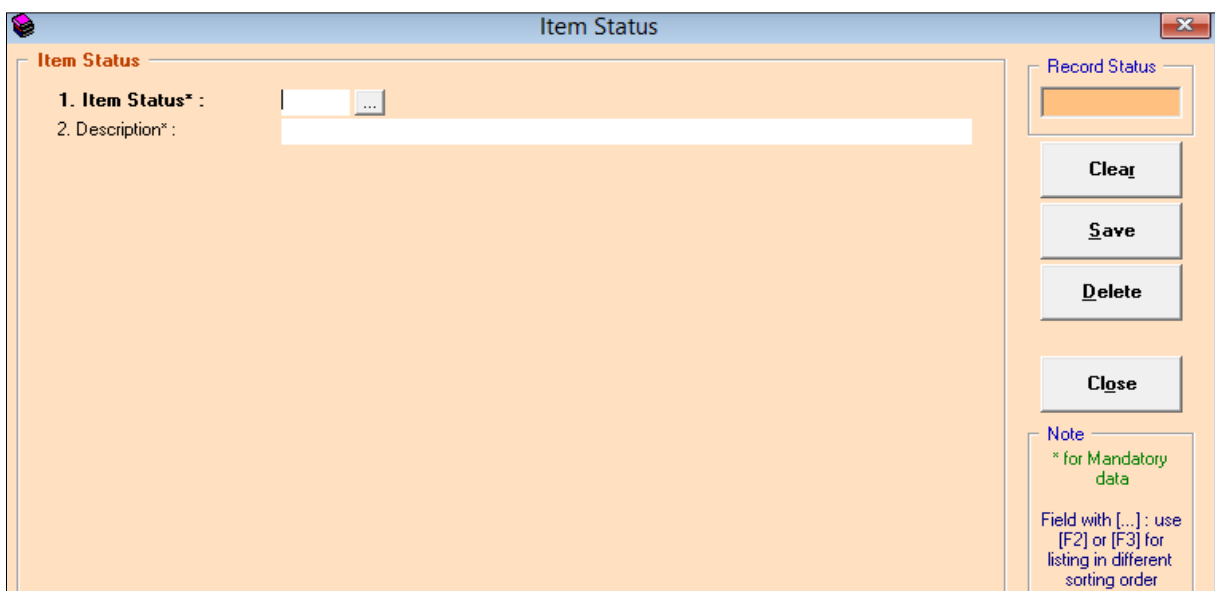 Item Status
Item Status
1. Item Status* :
...
2. Description* :
Record Status
Clear
Save
Delete
Close
Note
* for Mandatory
data
Field with [...] : use
[F2] or [F3] for
listing in different
sorting order